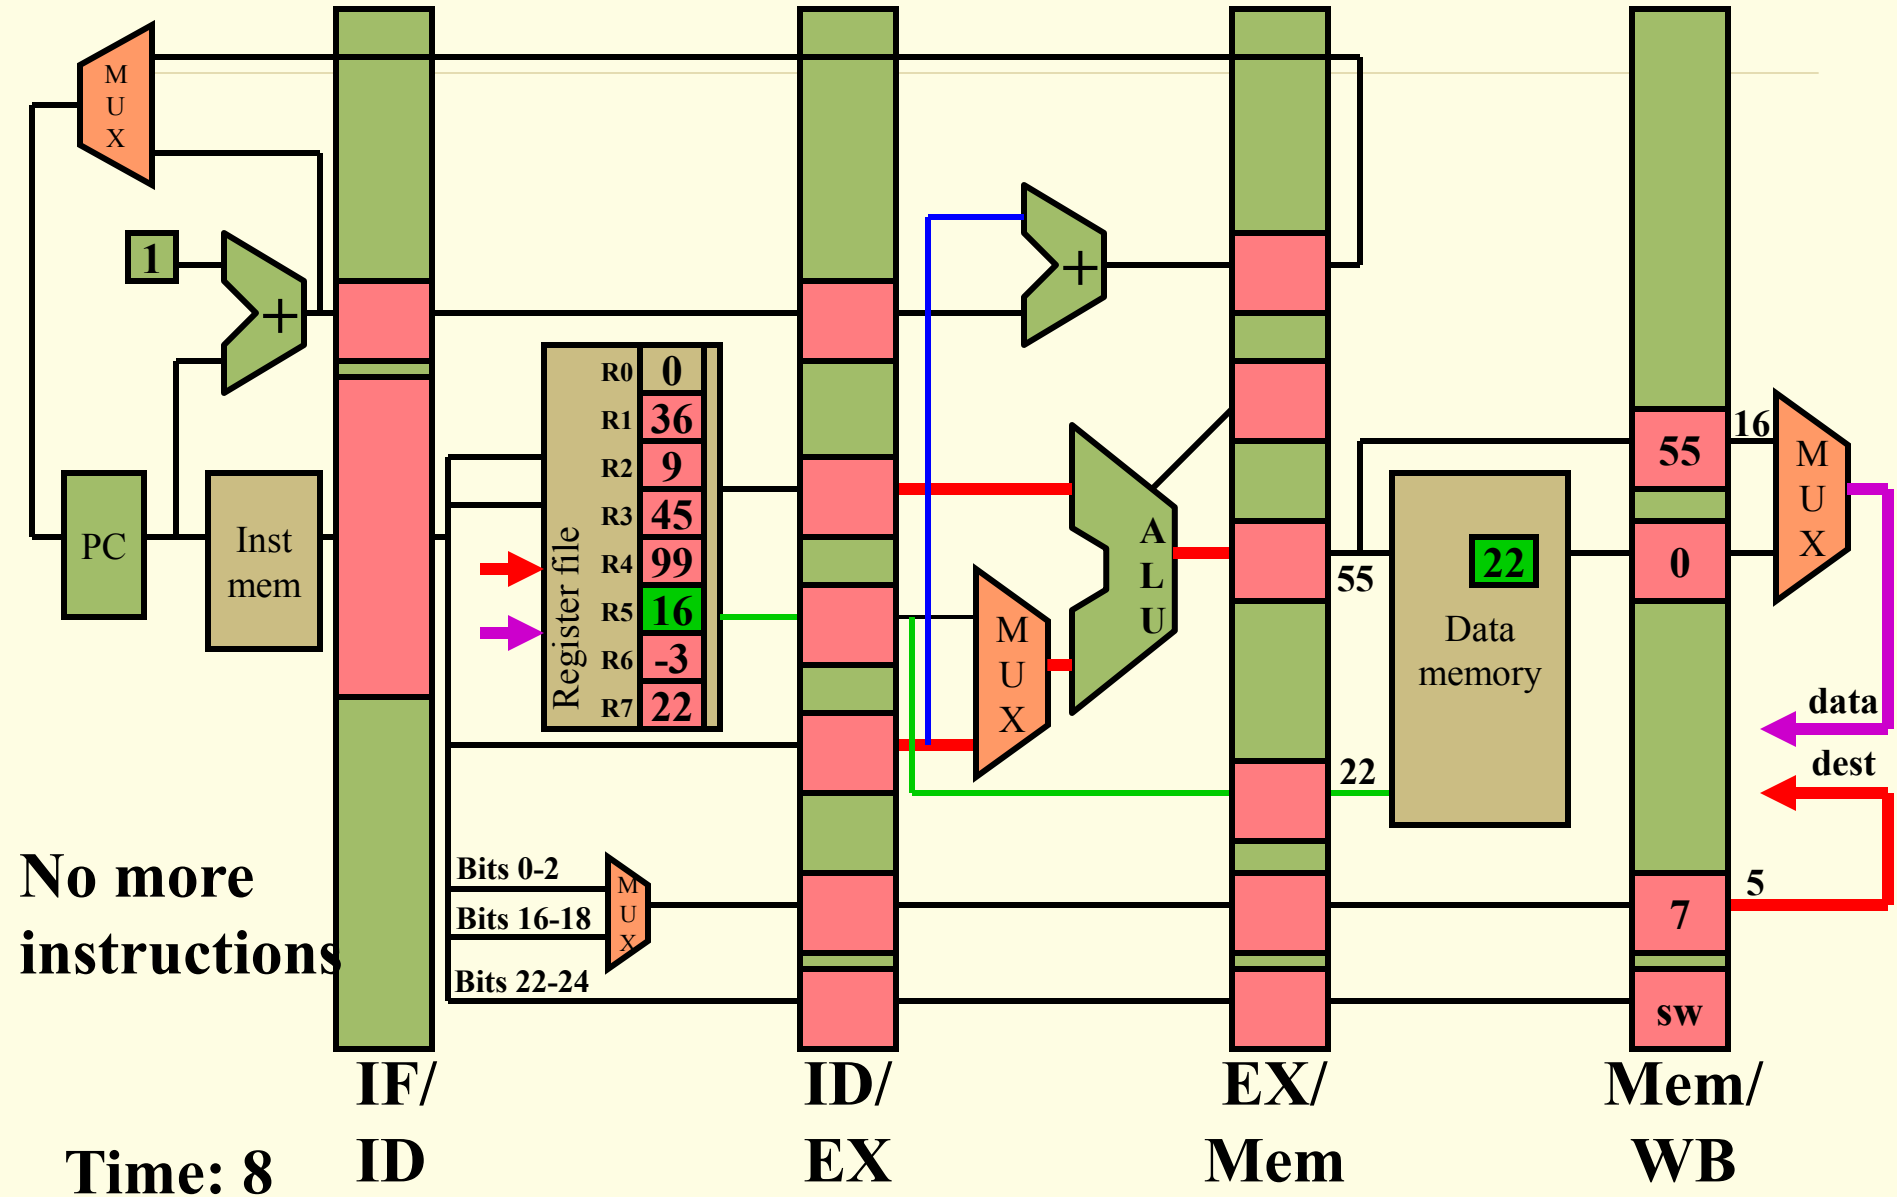 M
U
X
1
+
+
R0 0
R1 36
R2 9
R3 45
R4 99
R5 16
R6 -3
R7 22
Register file
PC
Inst
mem
M
U
X
A
L
U
55
22
22
Data
memory
55
0
16
M
U
X
data
dest
5
7
sw
No more
instructions
Bits 0-2
Bits 16-18
Bits 22-24
M
U
X
IF/
ID
ID/
EX
EX/
Mem
Mem/
WB
Time: 8